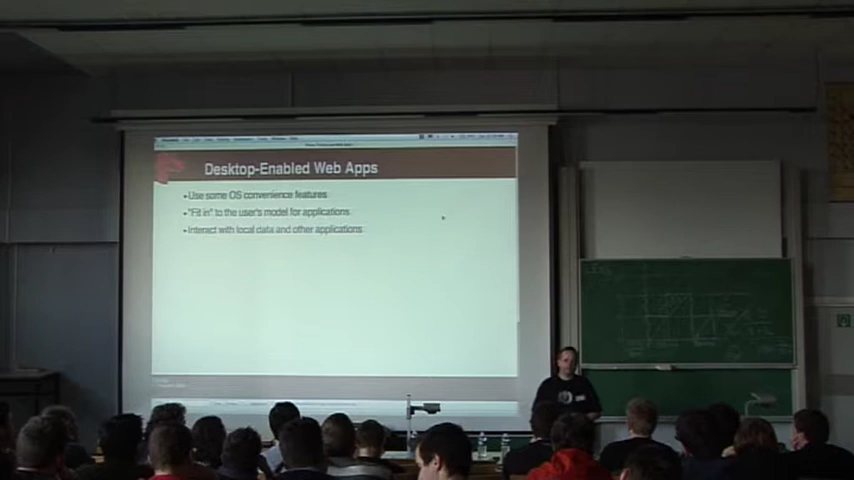 Desktop-Enabled Web Apps
•Use some OS convenience features
•"Fit in" to the user's model for applications
•Interact with local data and other applications